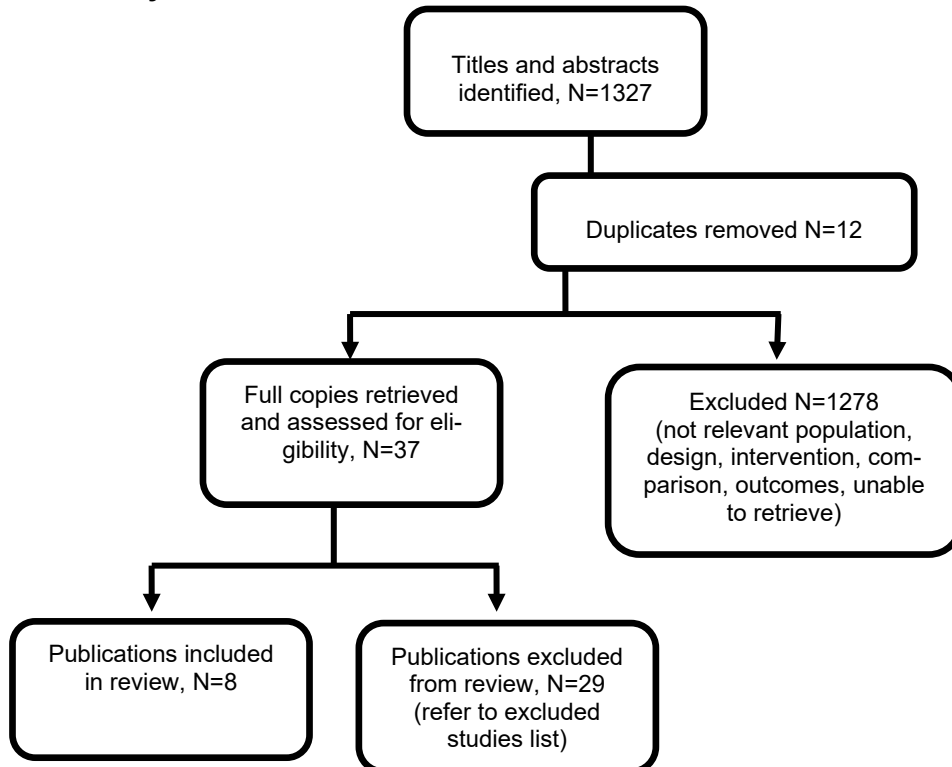 Titles and abstracts
identified, N=1327
Duplicates removed N=12
Full copies retrieved
and assessed for eli-
gibility, N=37
Excluded N=1278
(not relevant population,
design, intervention, com-
parison, outcomes, unable
to retrieve)
Publications included
in review, N=8
Publications excluded
from review, N=29
(refer to excluded
studies list)